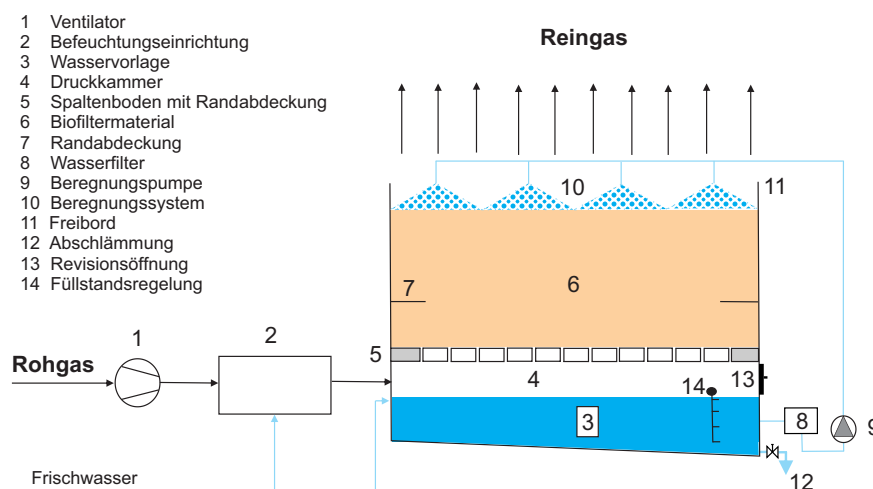 1 Ventilator
2 Befeuchtungseinrichtung
3 Wasservorlage
4 Druckkammer
5 Spaltenboden mit Randabdeckung
6 Biofiltermaterial
7 Randabdeckung
8 Wasserfilter
9 Beregnungspumpe
10 Beregnungssystem
11 Freibord
12 Abschlämmung
13 Revisionsöffnung
14 Füllstandsregelung
Reingas
10
11
7
6
1
2
5
Rohgas
4
14
13
3
8
9
Frischwasser
12